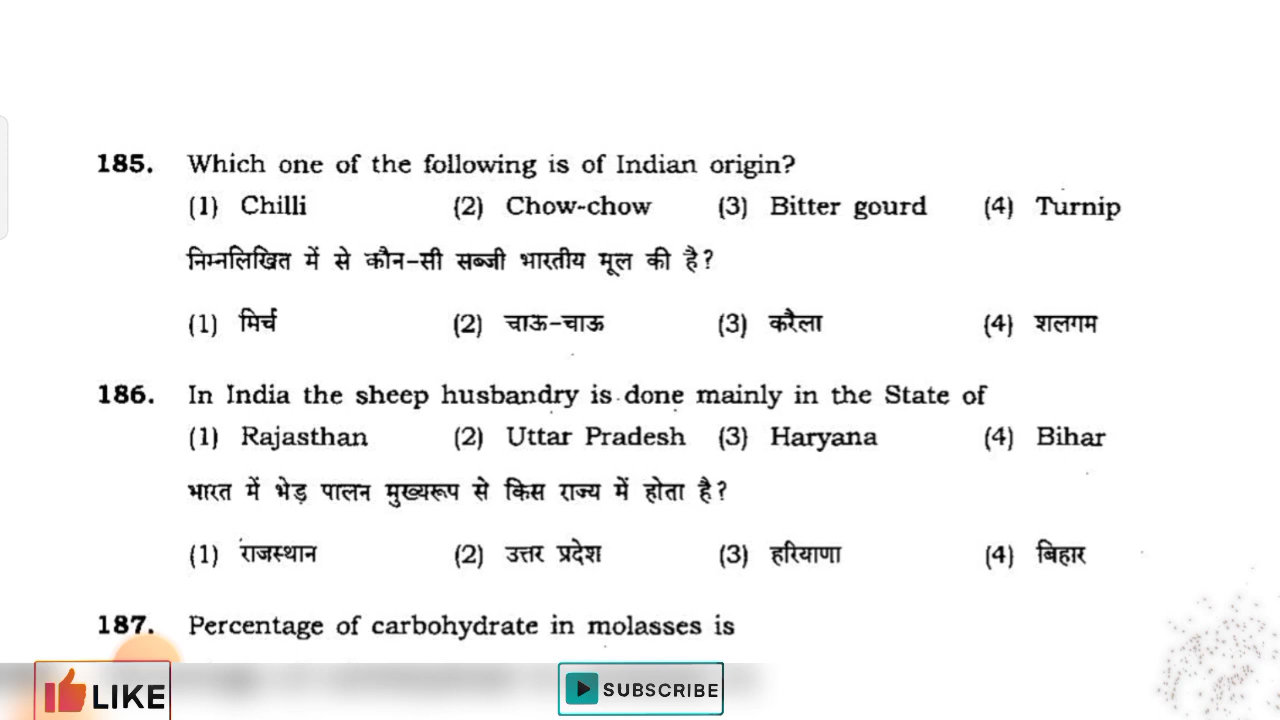 185. Which one of the following is of Indian origin?
(1) Chilli (2) Chow-chow (3) Bitter gourd (4) Turnip
निम्नलिखित में से कौन-सी सब्जी भारतीय मूल की है?
(1) मिर्च (2) चाऊ-चाऊ (3) करैला (4) शलगम
186. In India the sheep husbandry is done mainly in the State of
(1) Rajasthan (2) Uttar Pradesh (3) Haryana (4) Bihar
भारत में भेड़ पालन मुख्यरूप से किस राज्य में होता है?
(1) राजस्थान (2) उत्तर प्रदेश (3) हरियाणा (4) बिहार
187. Percentage of carbohydrate in molasses is
LIKE SUBSCRIBE